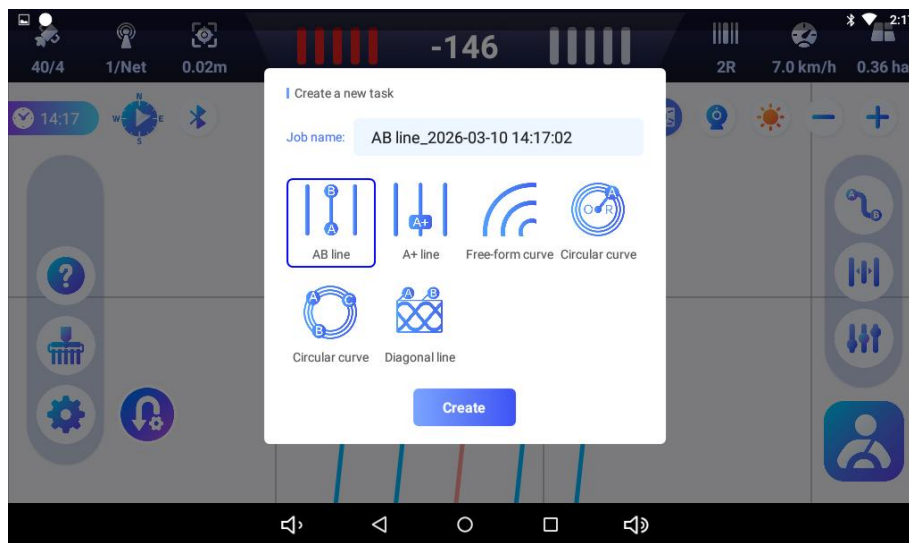 2:17
-146
40/4 1/Net 0.02m 2R 7.0 km/h 0.36 ha
Create a new task
14:17
N
W E
S
Job name: AB line_2026-03-10 14:17:02
B
A
A+
A
O R
AB line A+ line Free-form curve Circular curve
A B
A C
B
A B
Circular curve Diagonal line
Create